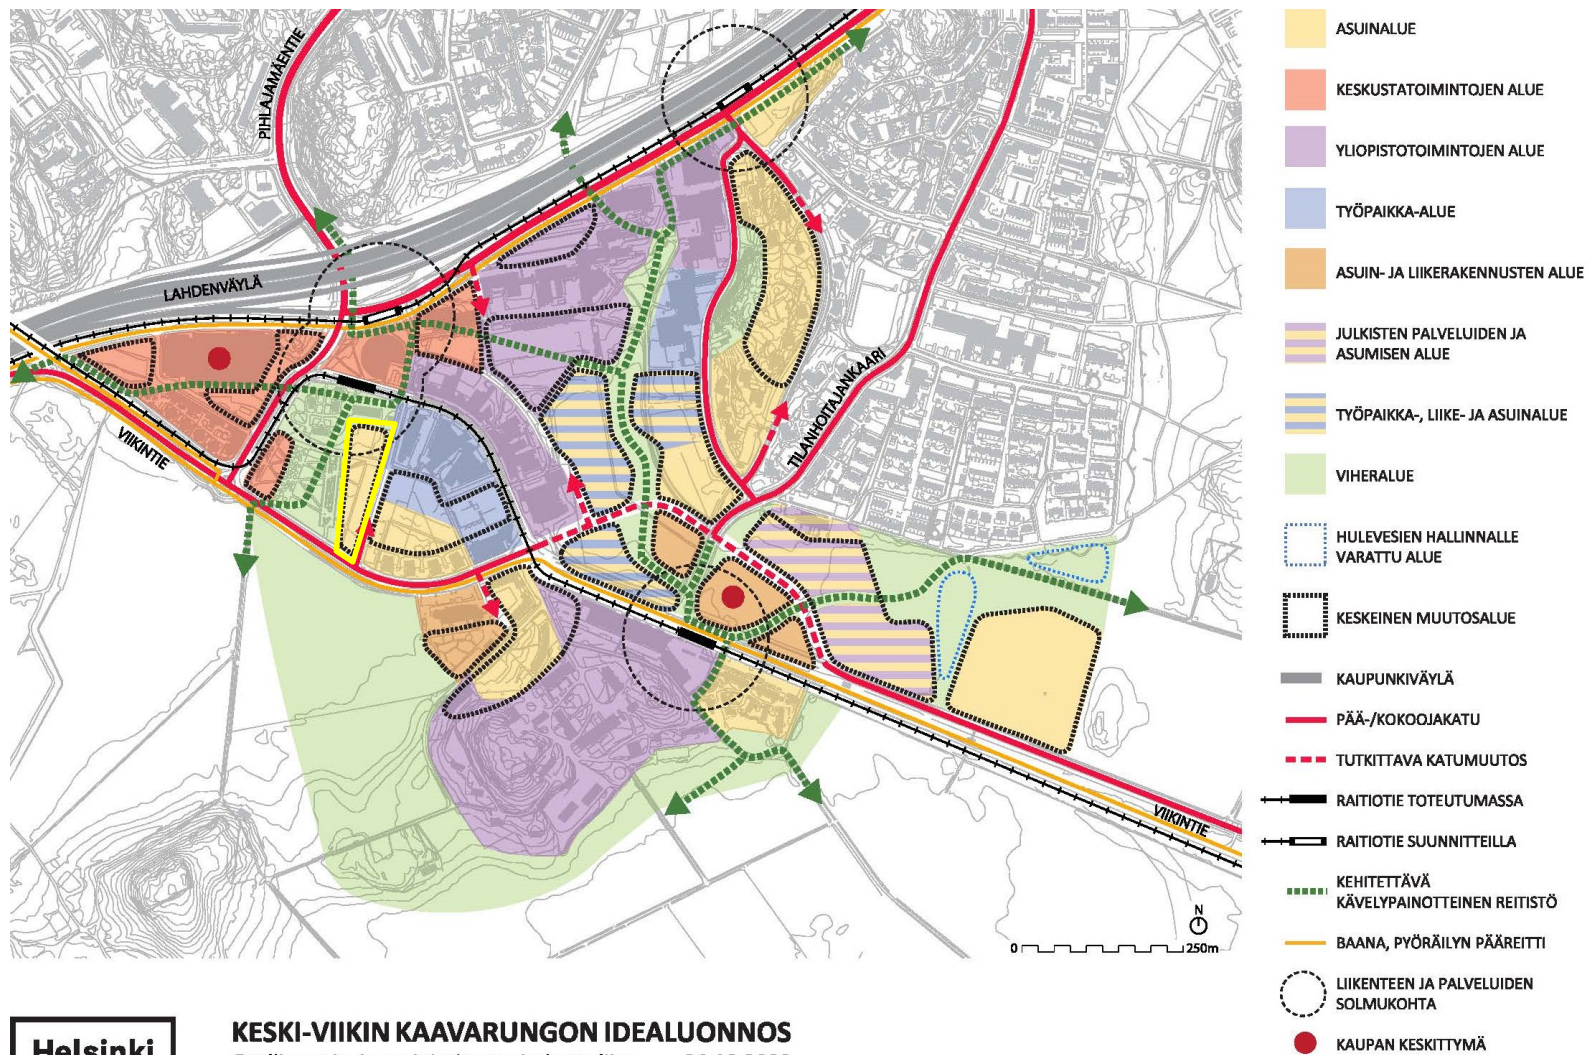 PIHLAJAMÄENTIE
LAHDENVÄYLÄ
VIIKINTIE
TILANHOITAJANKAARI
VIIKINTIE
N
0 250m
ASUINALUE
KESKUSTATOIMINTOJEN ALUE
YLIOPISTOTOIMINTOJEN ALUE
TYÖPAIKKA-ALUE
ASUIN- JA LIIKERAKENNUSTEN ALUE
JULKISTEN PALVELUIDEN JA
ASUMISEN ALUE
TYÖPAIKKA-, LIIKE- JA ASUINALUE
VIHERALUE
HULEVESIEN HALLINNALLE
VARATTU ALUE
KESKEINEN MUUTOSALUE
KAUPUNKIVÄYLÄ
PÄÄ-/KOKOOJAKATU
TUTKITTAVA KATUMUUTOS
RAITIOTIE TOTEUTUMASSA
RAITIOTIE SUUNNITTEILLA
KEHITETTÄVÄ
KÄVELYPAINOTTEINEN REITISTÖ
BAANA, PYÖRÄILYN PÄÄREITTI
LIIKENTEEN JA PALVELUIDEN
SOLMUKOHTA
KAUPAN KESKITTYMÄ
Helsinki
KESKI-VIIKIN KAAVARUNGON IDEALUONNOS